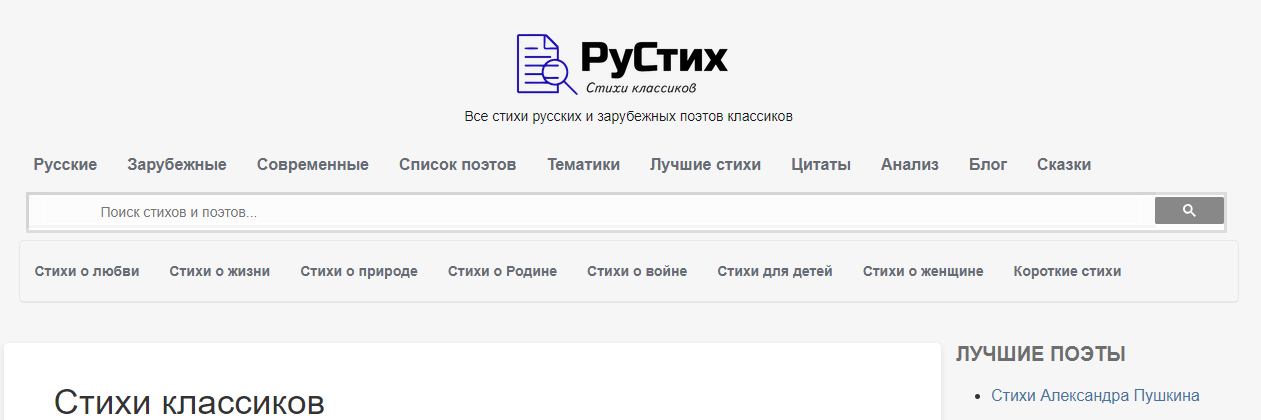 РуСтих
Стихи классиков
Все стихи русских и зарубежных поэтов классиков
Русские Зарубежные Современные Список поэтов Тематики Лучшие стихи Цитаты Анализ Блог Сказки
Поиск стихов и поэтов...
Стихи о любви Стихи о жизни Стихи о природе Стихи о Родине Стихи о войне Стихи для детей Стихи о женщине Короткие стихи
ЛУЧШИЕ ПОЭТЫ
Стихи Александра Пушкина
Стихи классиков